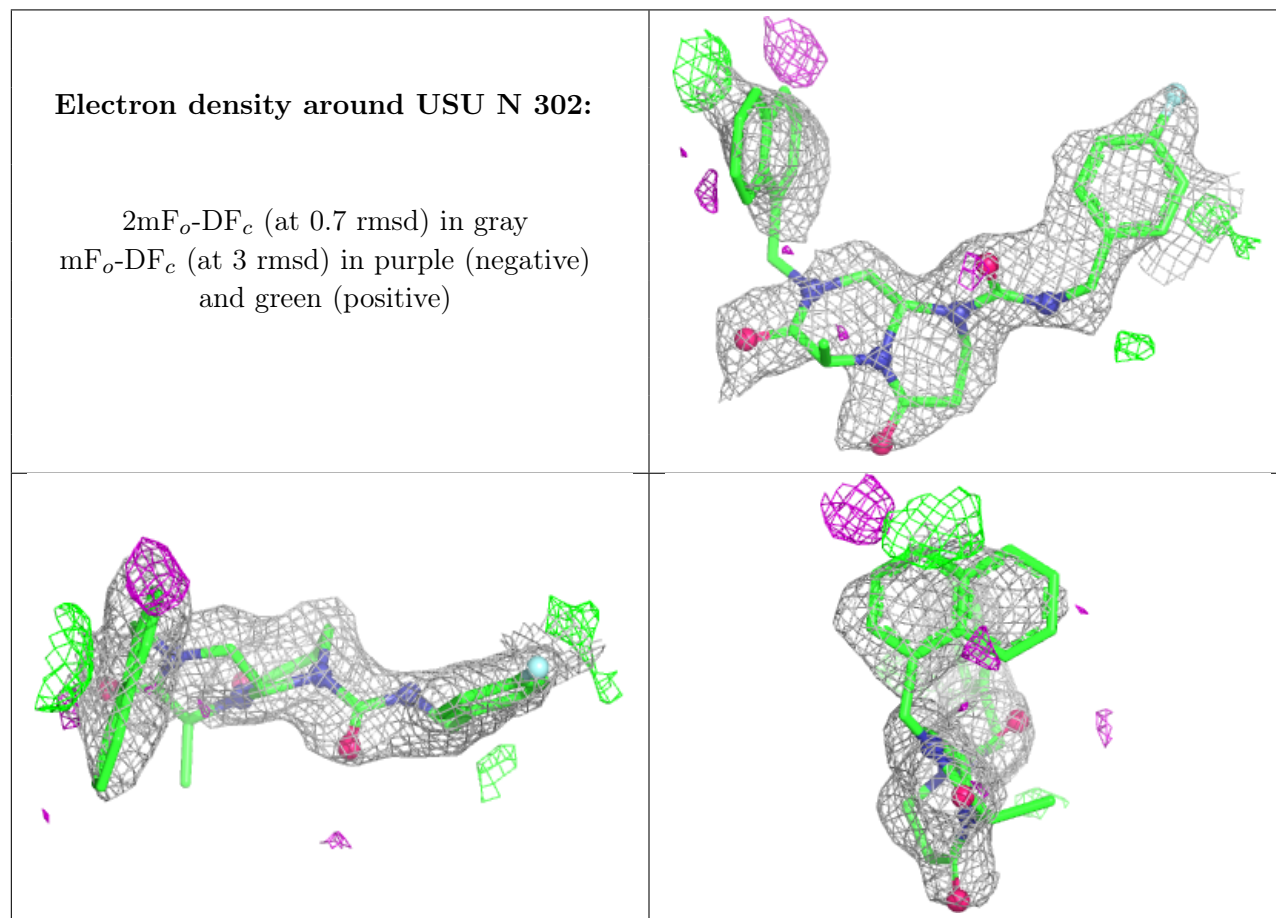 Electron density around USU N 302:
2mFo-DFc (at 0.7 rmsd) in gray
mFo-DFc (at 3 rmsd) in purple (negative)
and green (positive)